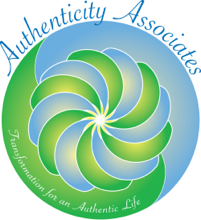 Authenticity Associates
Transformation for an Authentic Life